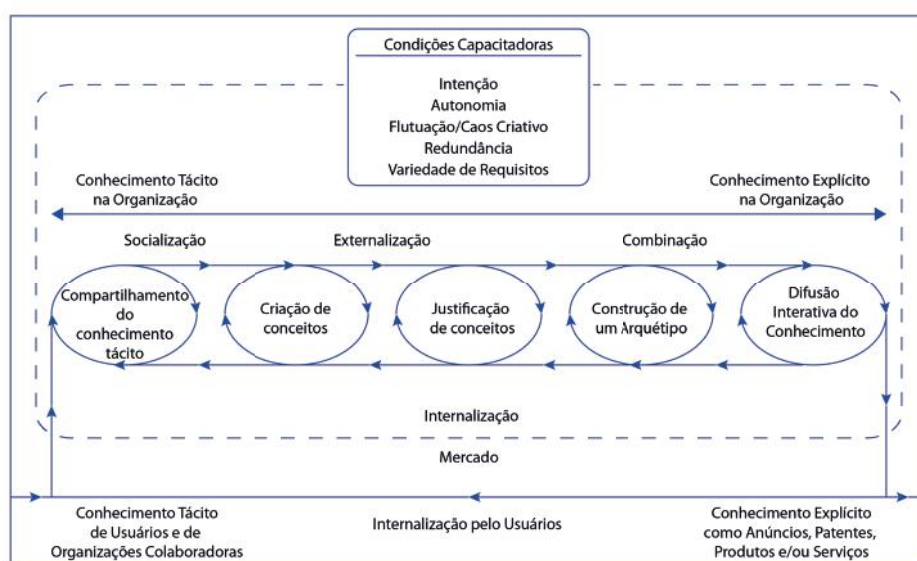 Condições Capacitadoras
Intenção
Autonomia
Flutuação/Caos Criativo
Redundância
Variedade de Requisitos
Conhecimento Tácito
na Organização
Conhecimento Explícito
na Organização
Socialização
Externalização
Combinação
Compartilhamento
do
conhecimento
tácito
Criação de
conceitos
Justificação
de conceitos
Construção de
um Arquétipo
Difusão
Interativa do
Conhecimento
Internalização
Mercado
Conhecimento Tácito
de Usuários e de
Organizações Colaboradoras
Internalização pelo Usuários
Conhecimento Explícito
como Anúncios, Patentes,
Produtos e/ou Serviços